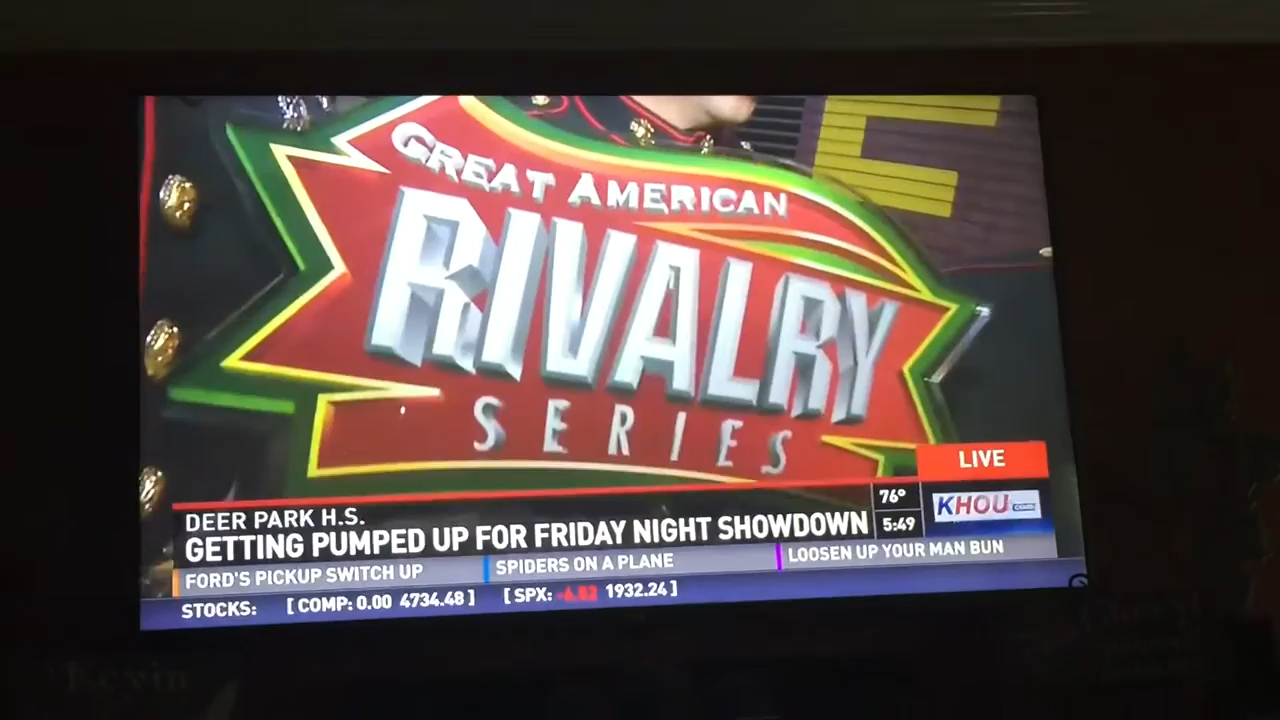 GREAT AMERICAN
RIVALRY
SERIES
E
LIVE
DEER PARK H.S.
GETTING PUMPED UP FOR FRIDAY NIGHT SHOWDOWN
76°
5:49
KHOU
FORD'S PICKUP SWITCH UP
SPIDERS ON A PLANE
LOOSEN UP YOUR MAN BUN
STOCKS: [ COMP: 0.00 4734.48 ] [ SPX: 1932.24 ]
Kevin